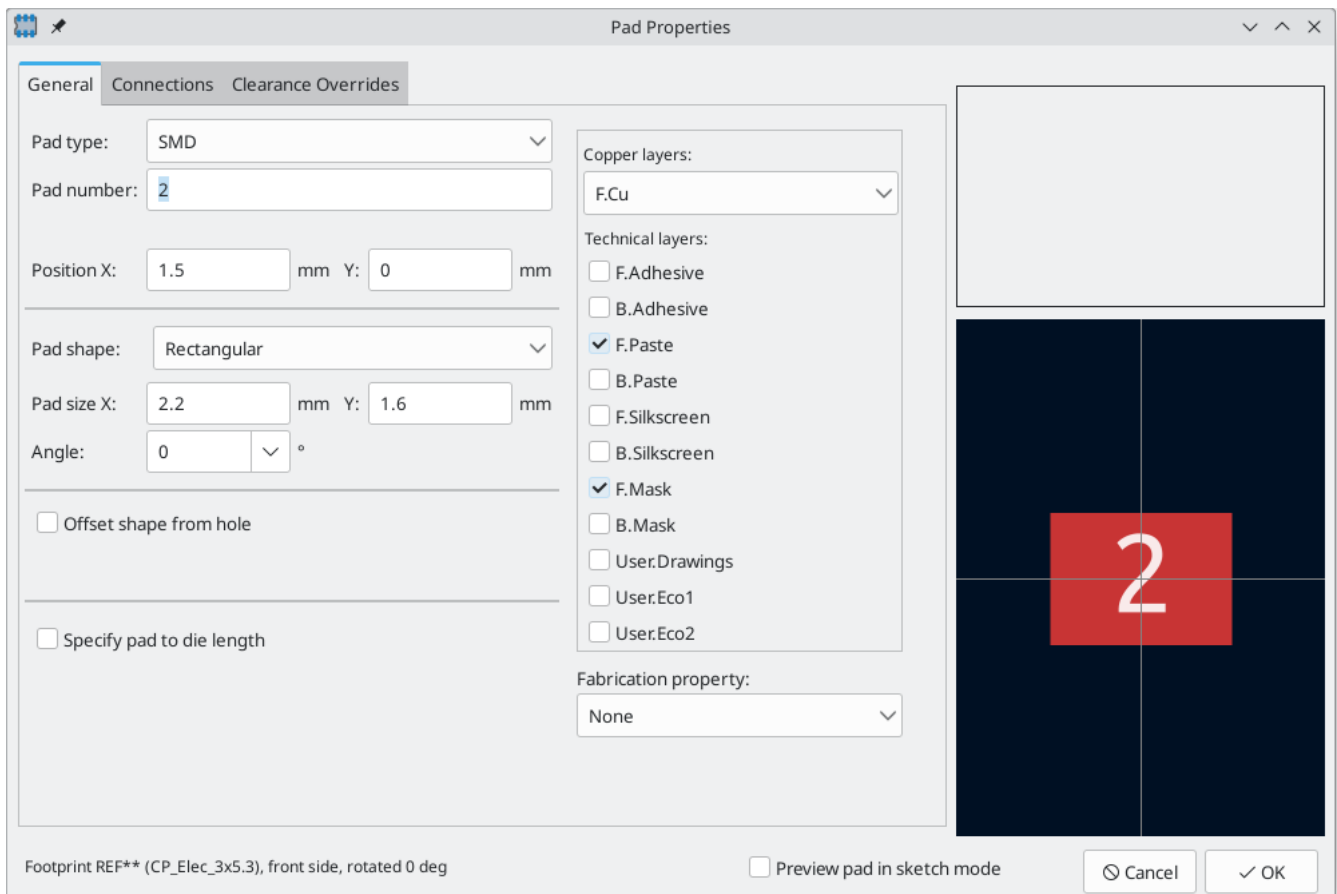 Pad Properties
General Connections Clearance Overrides
Pad type: SMD
Pad number: 2
Position X: 1.5 mm Y: 0 mm
Pad shape: Rectangular
Pad size X: 2.2 mm Y: 1.6 mm
Angle: 0 °
Offset shape from hole
Specify pad to die length
Copper layers:
F.Cu
Technical layers:
F.Adhesive
B.Adhesive
F.Paste
B.Paste
F.Silkscreen
B.Silkscreen
F.Mask
B.Mask
User.Drawings
User.Eco1
User.Eco2
Fabrication property:
None
2
Footprint REF** (CP_Elec_3x5.3), front side, rotated 0 deg
Preview pad in sketch mode
Cancel
OK